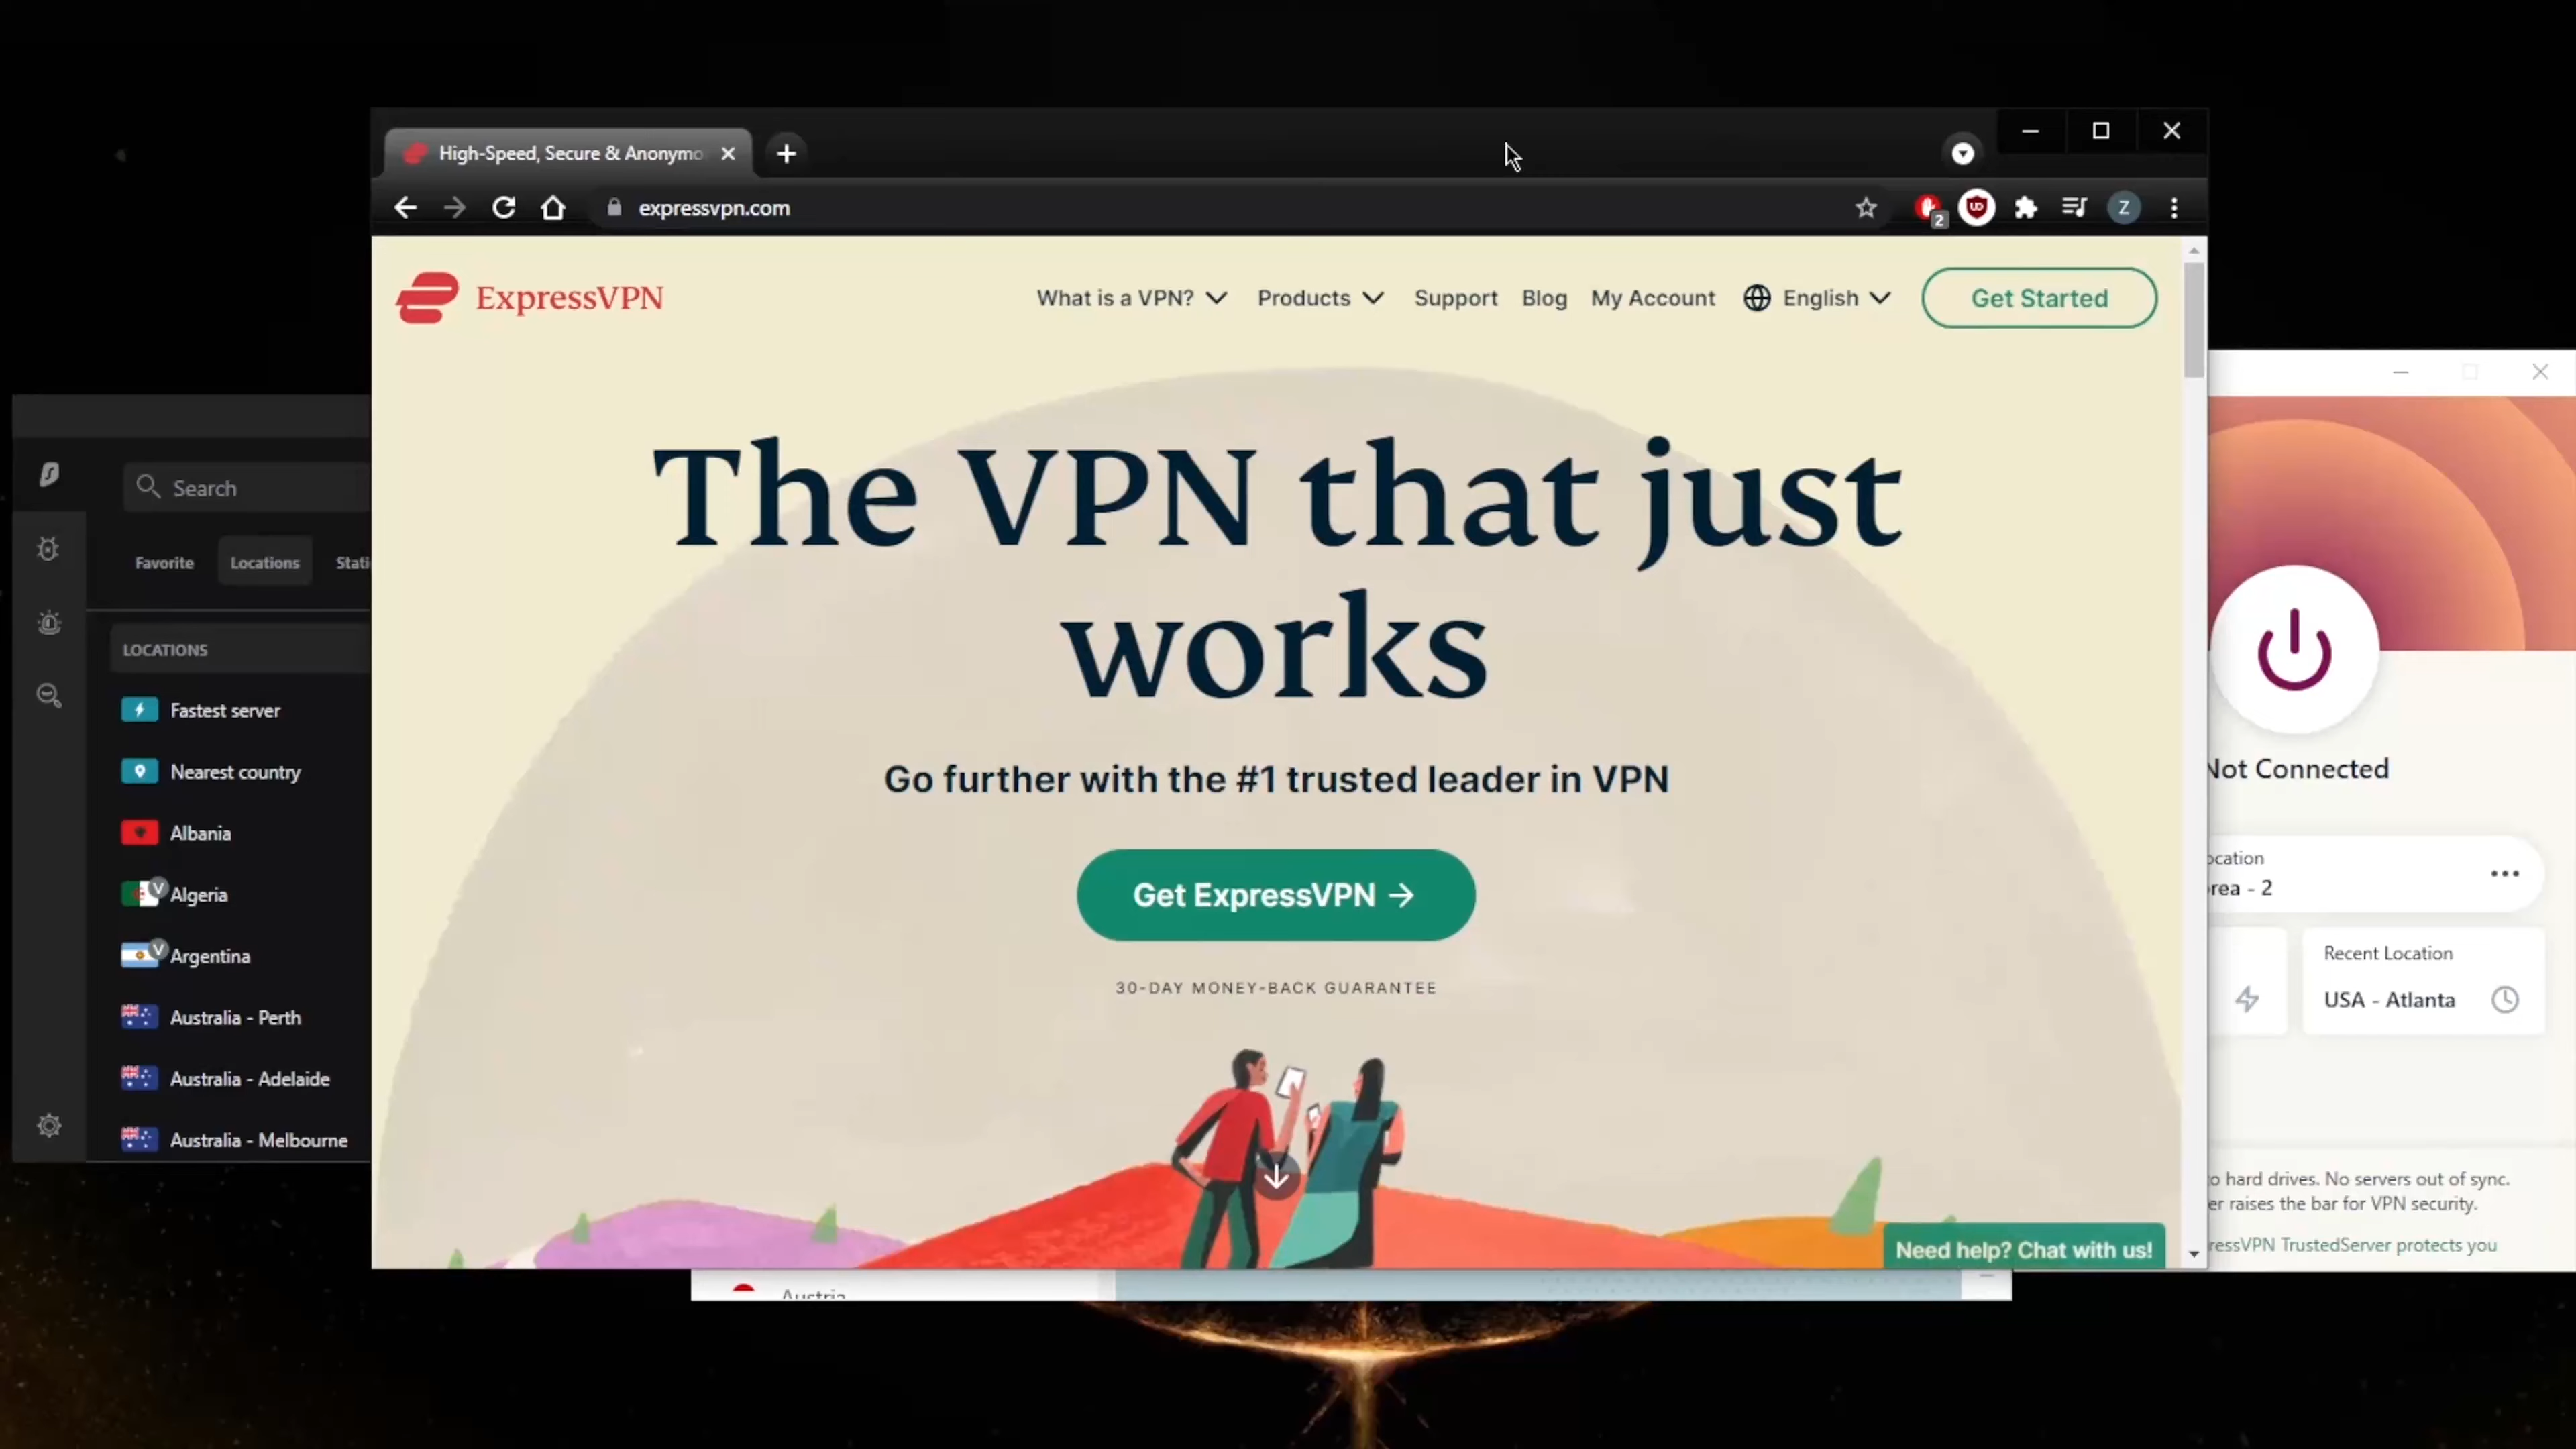 High-Speed, Secure & Anonymo
expressvpn.com
2
Z
ExpressVPN
What is a VPN?
Products
Support
Blog
My Account
English
Get Started
The VPN that just
works
Go further with the #1 trusted leader in VPN
Get ExpressVPN →
30-DAY MONEY-BACK GUARANTEE
Need help? Chat with us!
Search
Favorite
Locations
Stati
LOCATIONS
Fastest server
Nearest country
Albania
V
Algeria
V
Argentina
Australia - Perth
Australia - Adelaide
Australia - Melbourne
Not Connected
ocation
rea - 2
Recent Location
USA - Atlanta
o hard drives. No servers out of sync.
er raises the bar for VPN security.
ressVPN TrustedServer protects you
Austria